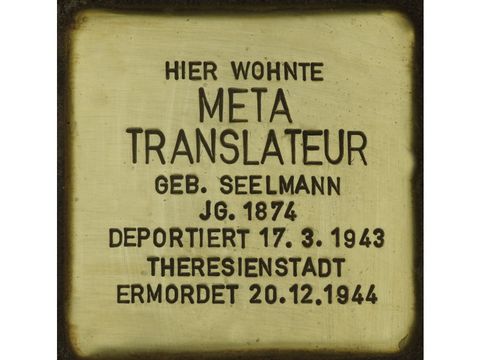 HIER WOHNTE
META
TRANSLATEUR
GEB. SEELMANN
JG. 1874
DEPORTIERT 17. 3. 1943
THERESIENSTADT
ERMORDET 20.12.1944